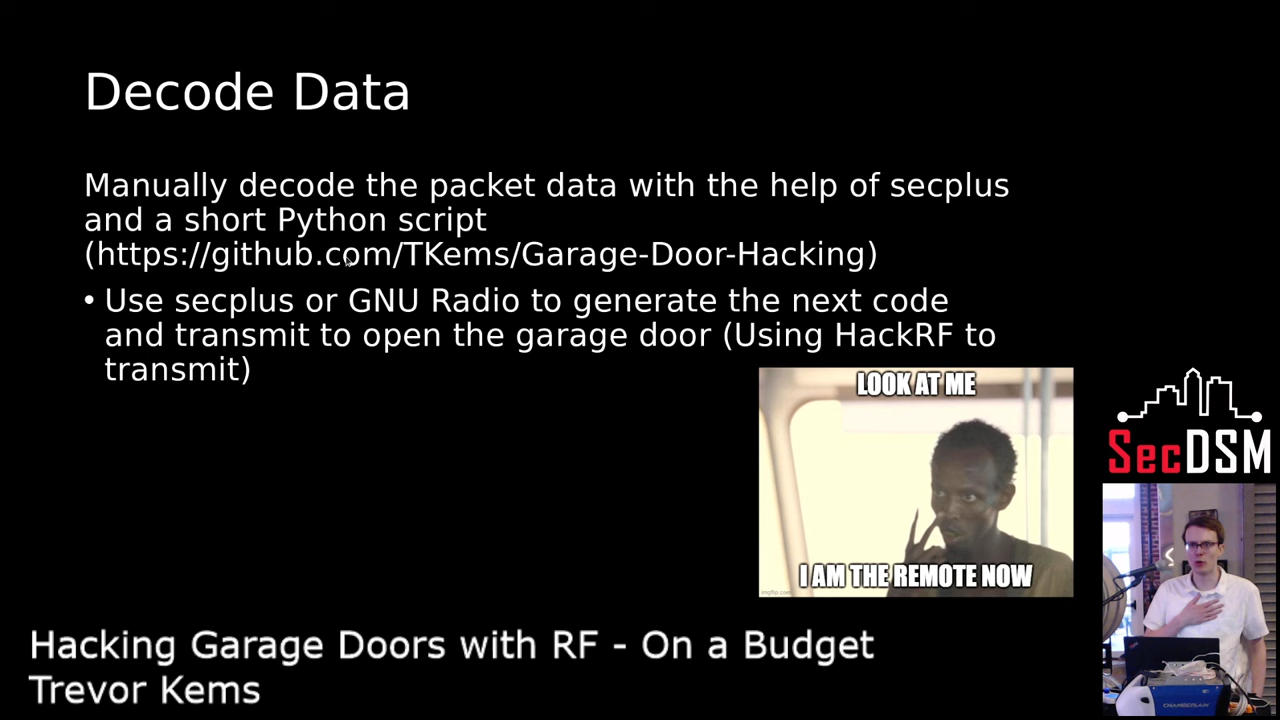 Decode Data
Manually decode the packet data with the help of secplus
and a short Python script
(https://github.com/TKems/Garage-Door-Hacking)
• Use secplus or GNU Radio to generate the next code
and transmit to open the garage door (Using HackRF to
transmit)
LOOK AT ME
I AM THE REMOTE NOW
imgflip.com
SecDSM
CHAMBERLAIN
Hacking Garage Doors with RF - On a Budget
Trevor Kems